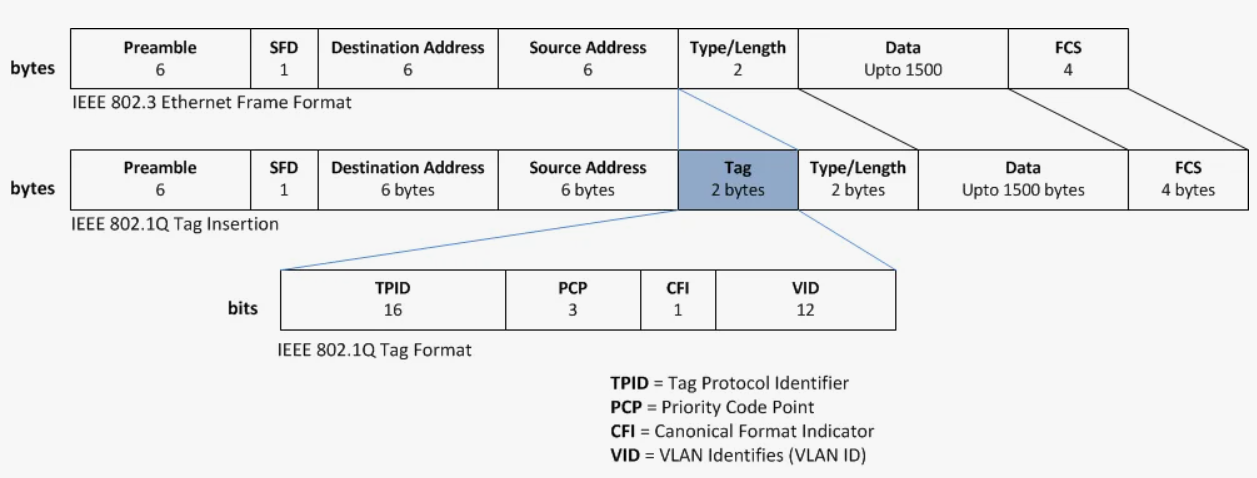 Preamble SFD Destination Address Source Address Type/Length Data FCS
bytes 6 1 6 6 2 Upto 1500 4
IEEE 802.3 Ethernet Frame Format
Preamble SFD Destination Address Source Address Tag Type/Length Data FCS
bytes 6 1 6 bytes 6 bytes 2 bytes 2 bytes Upto 1500 bytes 4 bytes
IEEE 802.1Q Tag Insertion
TPID PCP CFI VID
bits 16 3 1 12
IEEE 802.1Q Tag Format
TPID = Tag Protocol Identifier
PCP = Priority Code Point
CFI = Canonical Format Indicator
VID = VLAN Identifies (VLAN ID)